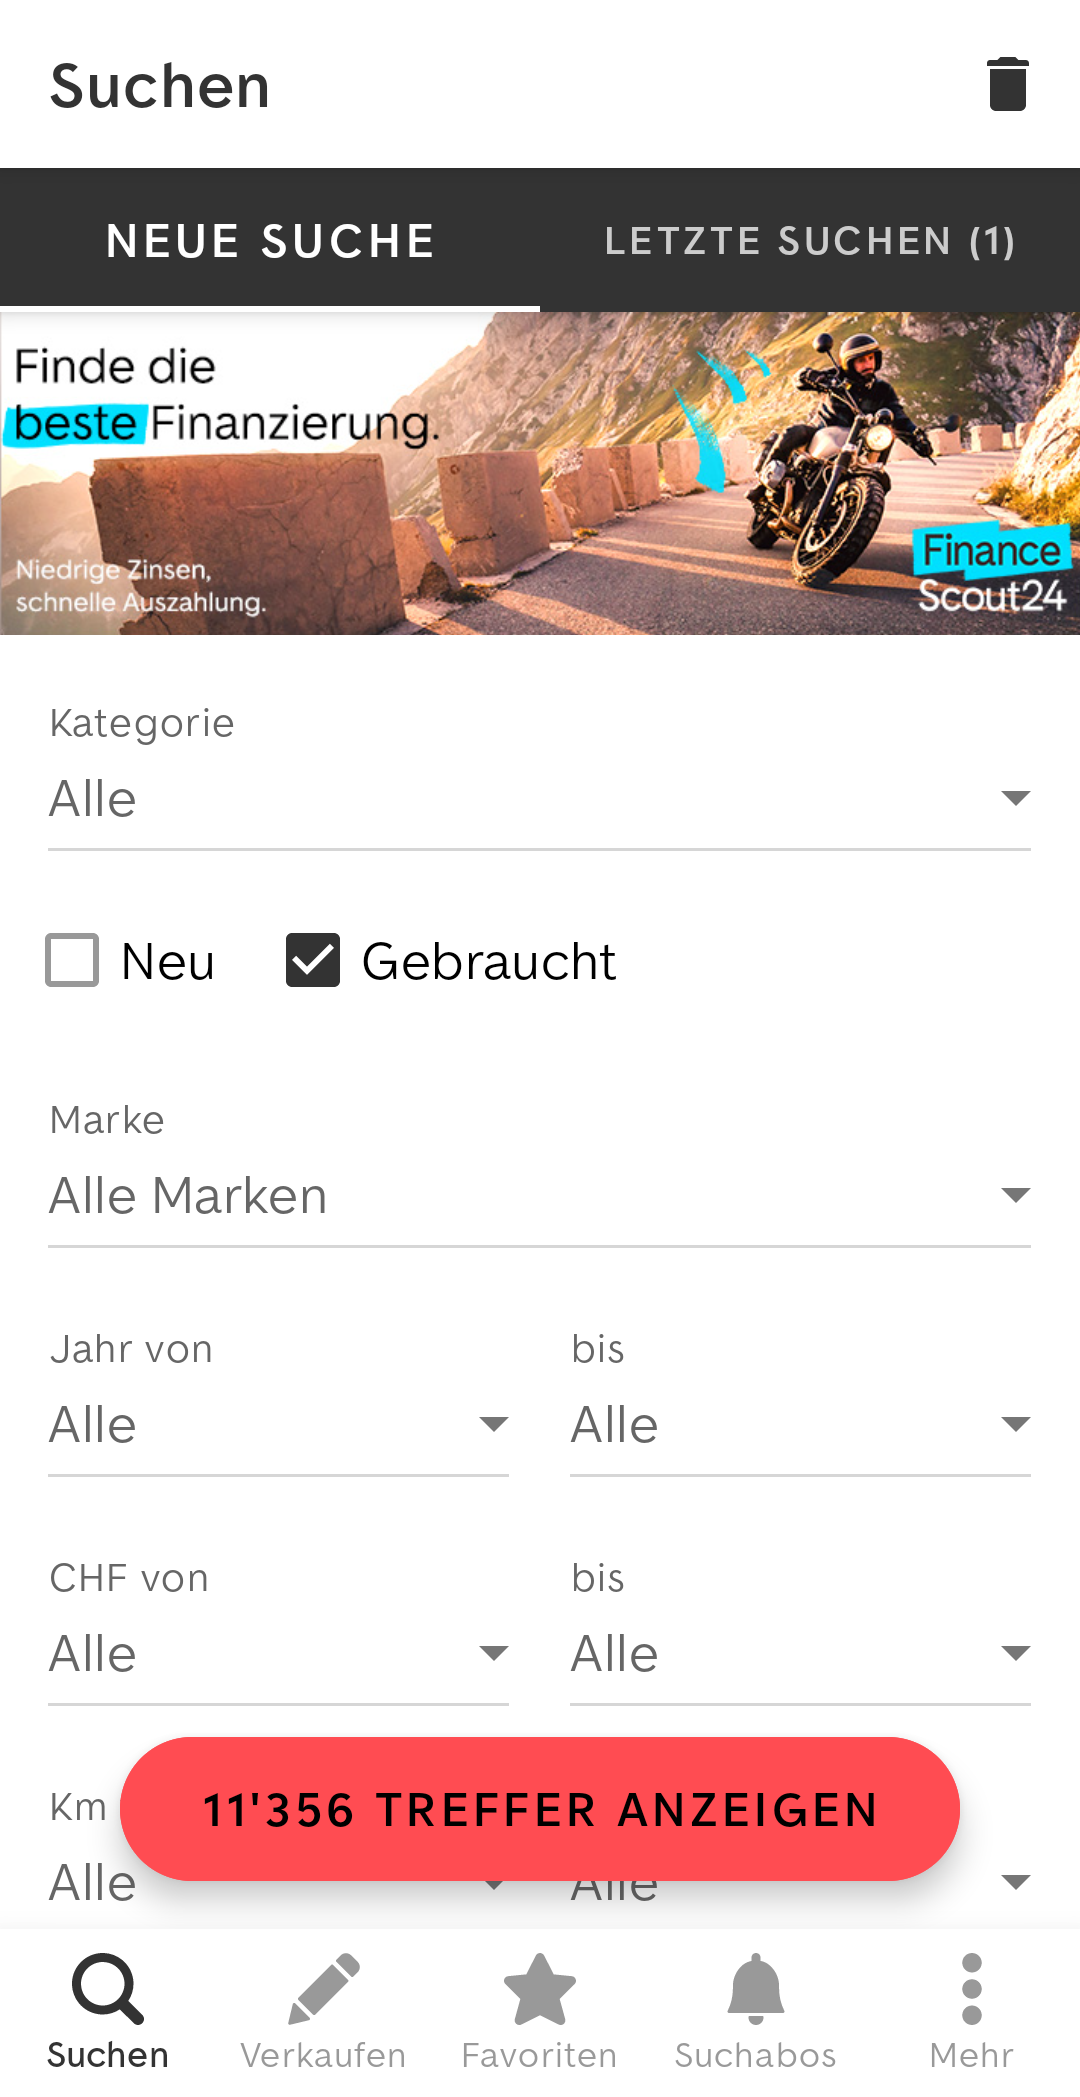 Suchen
NEUE SUCHE
LETZTE SUCHEN (1)
Finde die
beste Finanzierung.
Niedrige Zinsen,
schnelle Auszahlung.
Finance
Scout24
Kategorie
Alle
Neu
Gebraucht
Marke
Alle Marken
Jahr von
bis
Alle
Alle
CHF von
bis
Alle
Alle
Km
11'356 TREFFER ANZEIGEN
Alle
Alle
Suchen
Verkaufen
Favoriten
Suchabos
Mehr